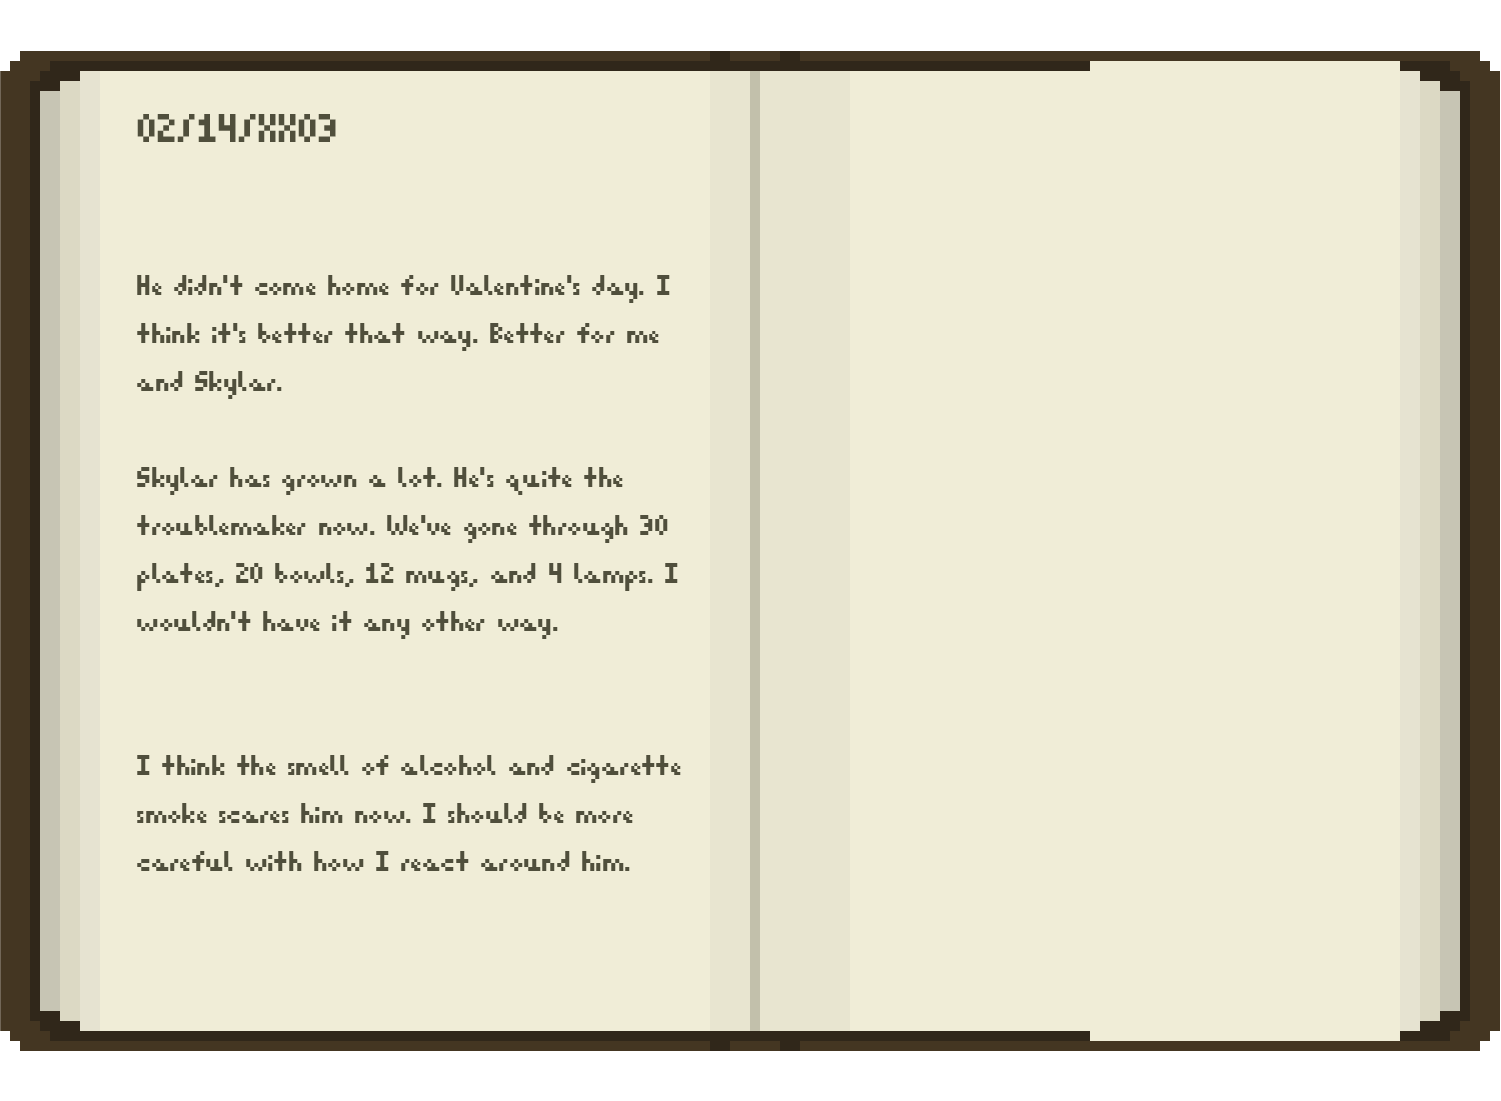 02/14/XX03
He didn't come home for Valentine's day. I
think it's better that way. Better for me
and Skylar.
Skylar has grown a lot. He's quite the
troublemaker now. We've gone through 30
plates, 20 bowls, 12 mugs, and 4 lamps. I
wouldn't have it any other way.
I think the smell of alcohol and cigarette
smoke scares him now. I should be more
careful with how I react around him.